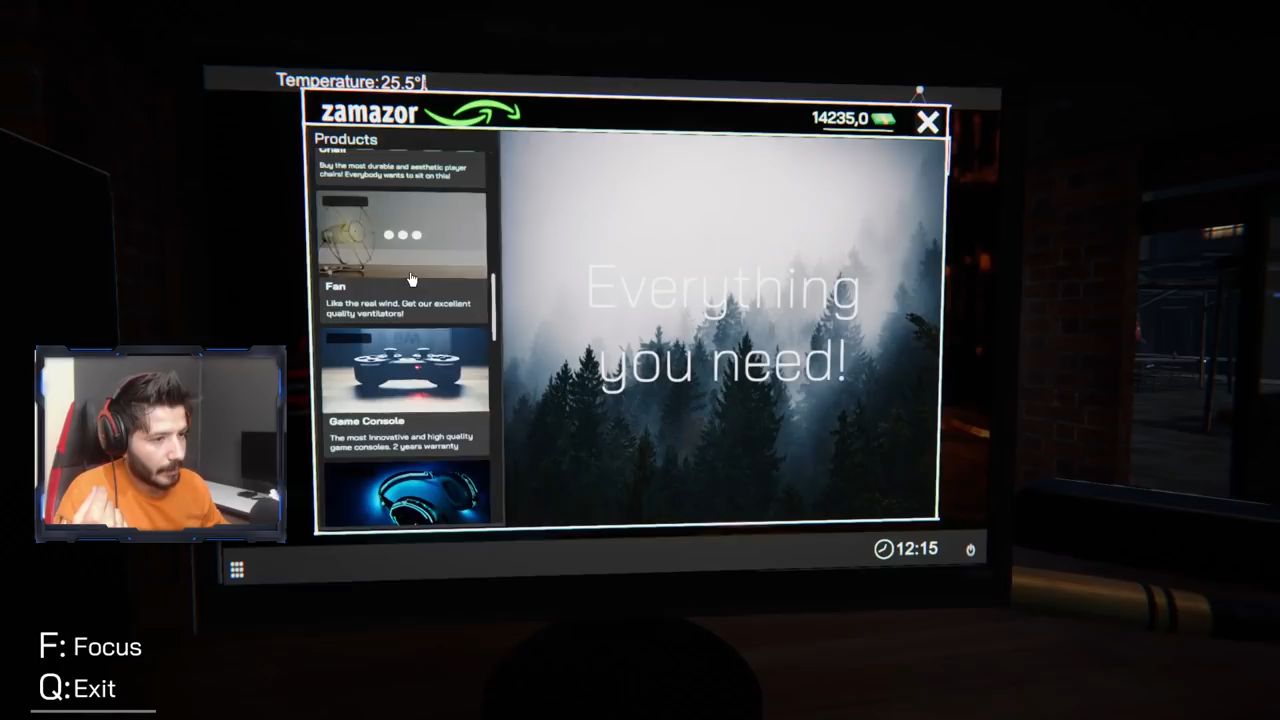 Temperature: 25.5°
zamazor
14235,0
Products
Chair
Buy the most durable and aesthetic player
chairs! Everybody wants to sit on this!
Fan
Like the real wind. Get our excellent
quality ventilators!
Game Console
The most innovative and high quality
game consoles. 2 years warranty
Everything
you need!
12:15
F: Focus
Q: Exit